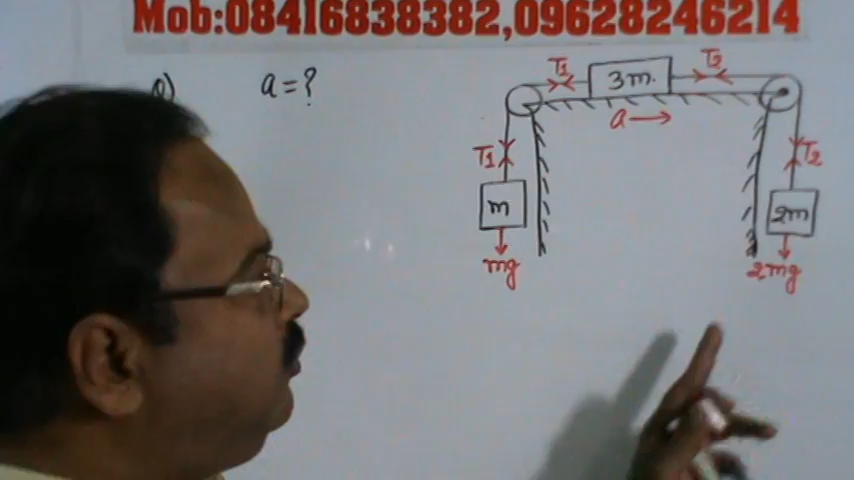 Mob:08416838382,09628246214
Q) a=?
T1 3m. T2
a→
T1 T2
m 2m
mg 2mg